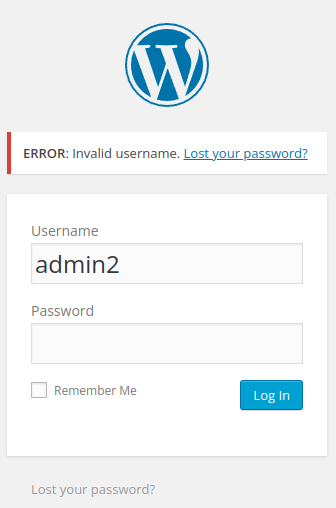 ERROR: Invalid username. Lost your password?
Username
admin2
Password
Remember Me
Log In
Lost your password?